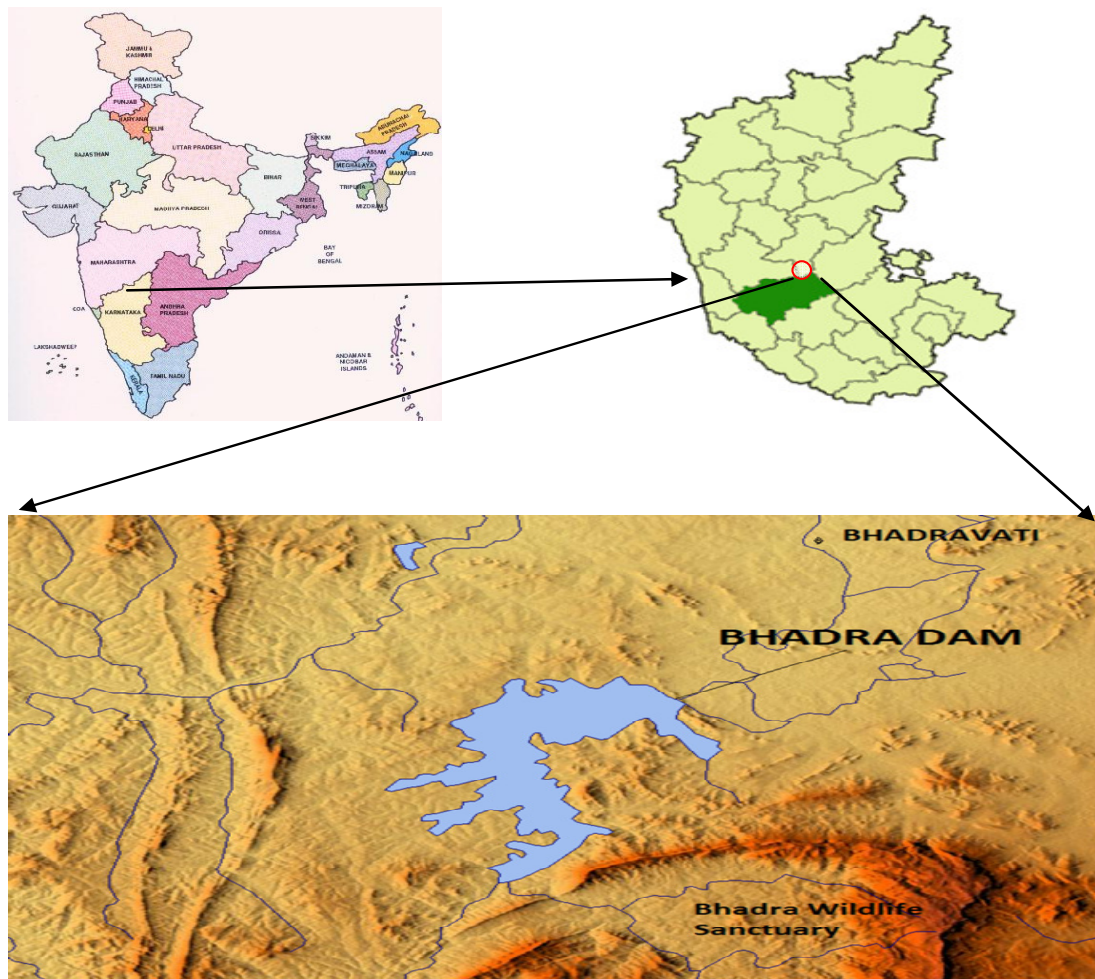 JAMMU &
KASHMIR
HIMACHAL
PRADESH
PUNJAB
HARYANA
DELHI
RAJASTHAN
UTTAR PRADESH
SIKKIM
ARUNACHAL
PRADESH
ASSAM
NAGALAND
MEGHALAYA
MANIPUR
BIHAR
TRIPURA
MIZORAM
WEST
BENGAL
GUJARAT
MADHYA PRADESH
ORISSA
MAHARASHTRA
BAY
OF
BENGAL
GOA
KARNATAKA
ANDHRA
PRADESH
LAKSHADWEEP
ANDAMAN &
NICOBAR
ISLANDS
KERALA
TAMIL NADU
BHADRAVATI
BHADRA DAM
Bhadra Wildlife
Sanctuary